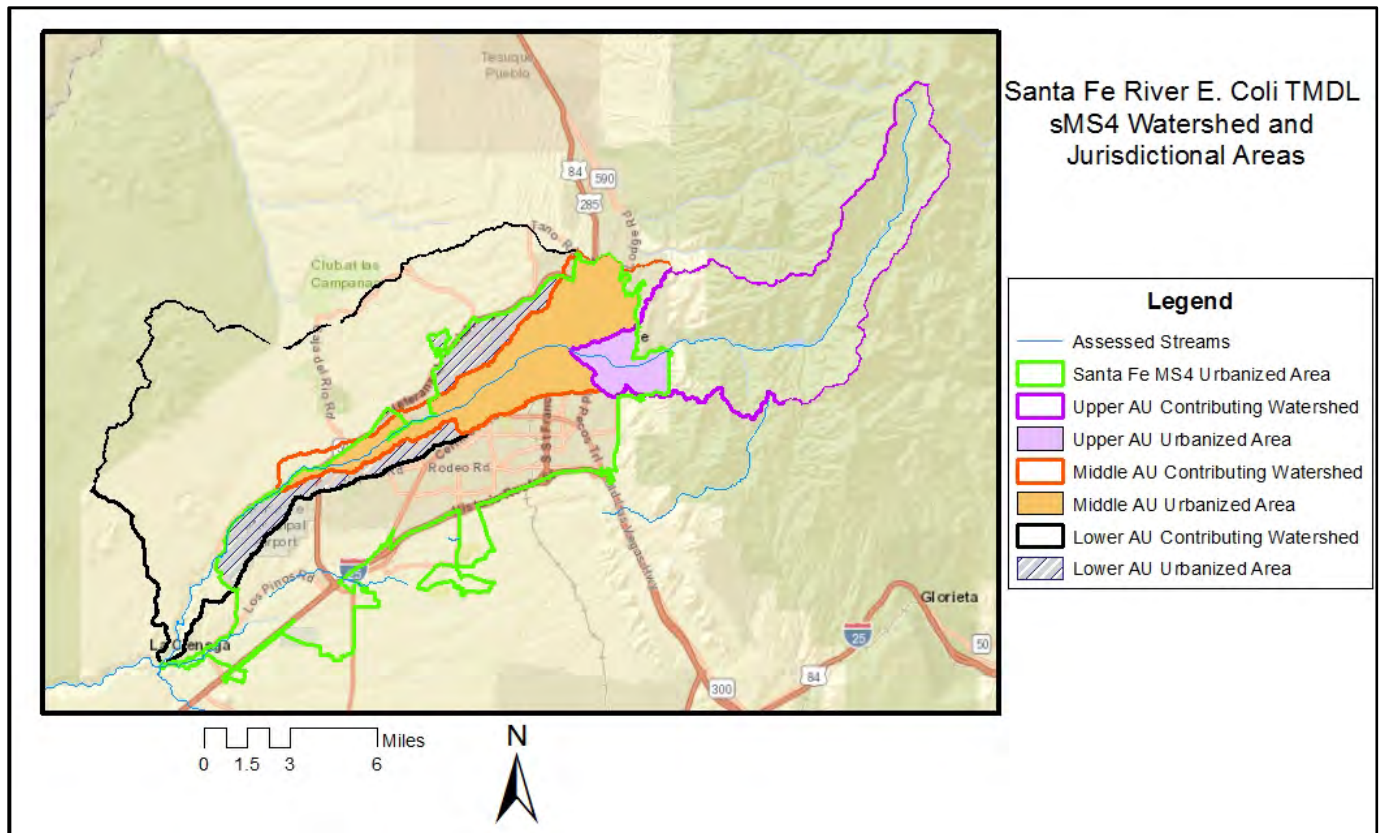 Santa Fe River E. Coli TMDL
sMS4 Watershed and
Jurisdictional Areas
Legend
Assessed Streams
Santa Fe MS4 Urbanized Area
Upper AU Contributing Watershed
Upper AU Urbanized Area
Middle AU Contributing Watershed
Middle AU Urbanized Area
Lower AU Contributing Watershed
Lower AU Urbanized Area
Tesuque
Pueblo
84
590
285
Tano Rd
Club at las
Campanas
Rodeo Rd
25
Los Pinos Rd
La Cienega
Glorieta
25
50
84
300
Miles
0 1.5 3 6
N